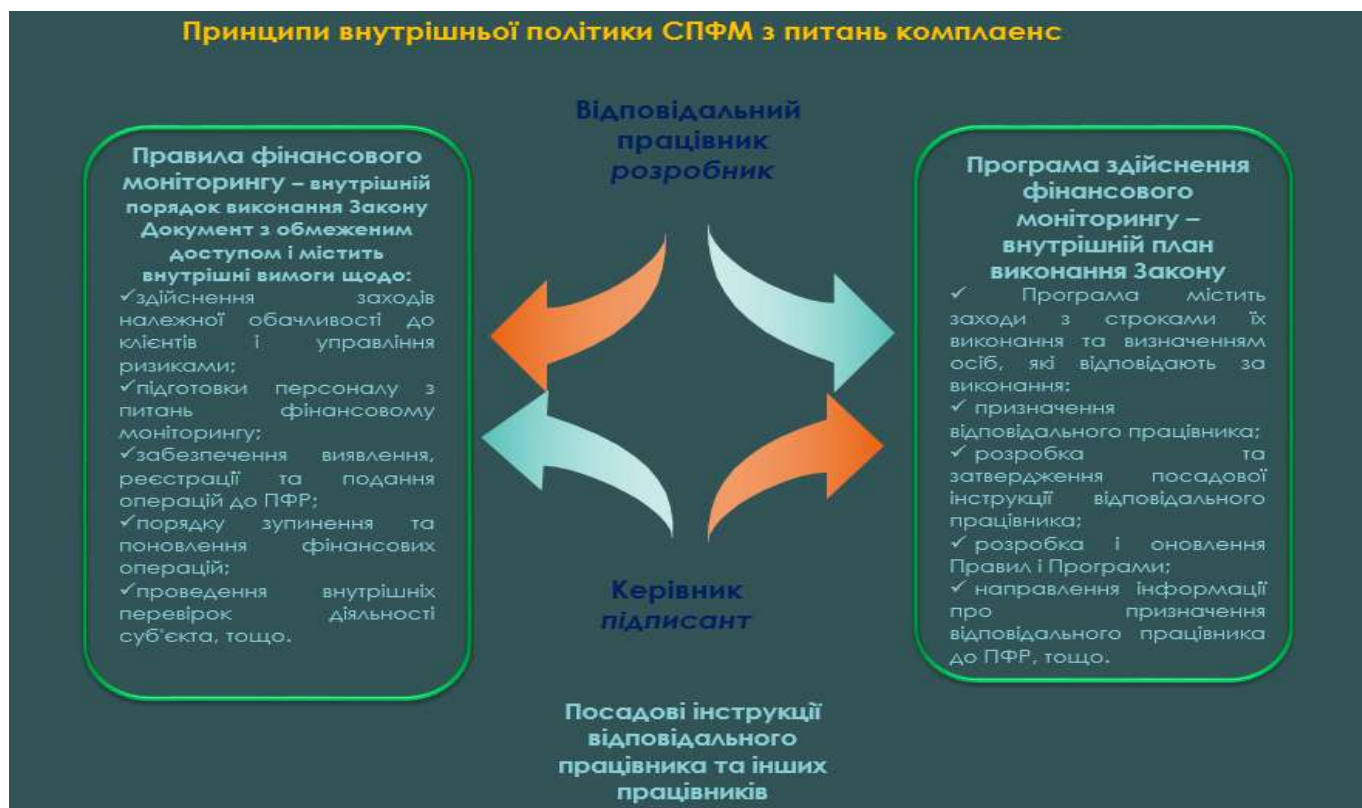 Принципи внутрішньої політики СПФМ з питань комплаенс
Правила фінансового
моніторингу – внутрішній
порядок виконання Закону
Документ з обмеженим
доступом і містить
внутрішні вимоги щодо:
✓здійснення заходів
належної обачливості до
клієнтів і управління
ризиками;
✓підготовки персоналу з
питань фінансовому
моніторингу;
✓забезпечення виявлення,
реєстрації та подання
операцій до ПФР;
✓порядку зупинення та
поновлення фінансових
операцій;
✓проведення внутрішніх
перевірок діяльності
суб'єкта, тощо.
Відповідальний
працівник
розробник
Керівник
підписант
Посадові інструкції
відповідального
працівника та інших
працівників
Програма здійснення
фінансового
моніторингу –
внутрішній план
виконання Закону
✓ Програма містить
заходи з строками їх
виконання та визначенням
осіб, які відповідають за
виконання:
✓ призначення
відповідального працівника;
✓ розробка та
затвердження посадової
інструкції відповідального
працівника;
✓ розробка і оновлення
Правил і Програми;
✓ направлення інформації
про призначення
відповідального працівника
до ПФР, тощо.